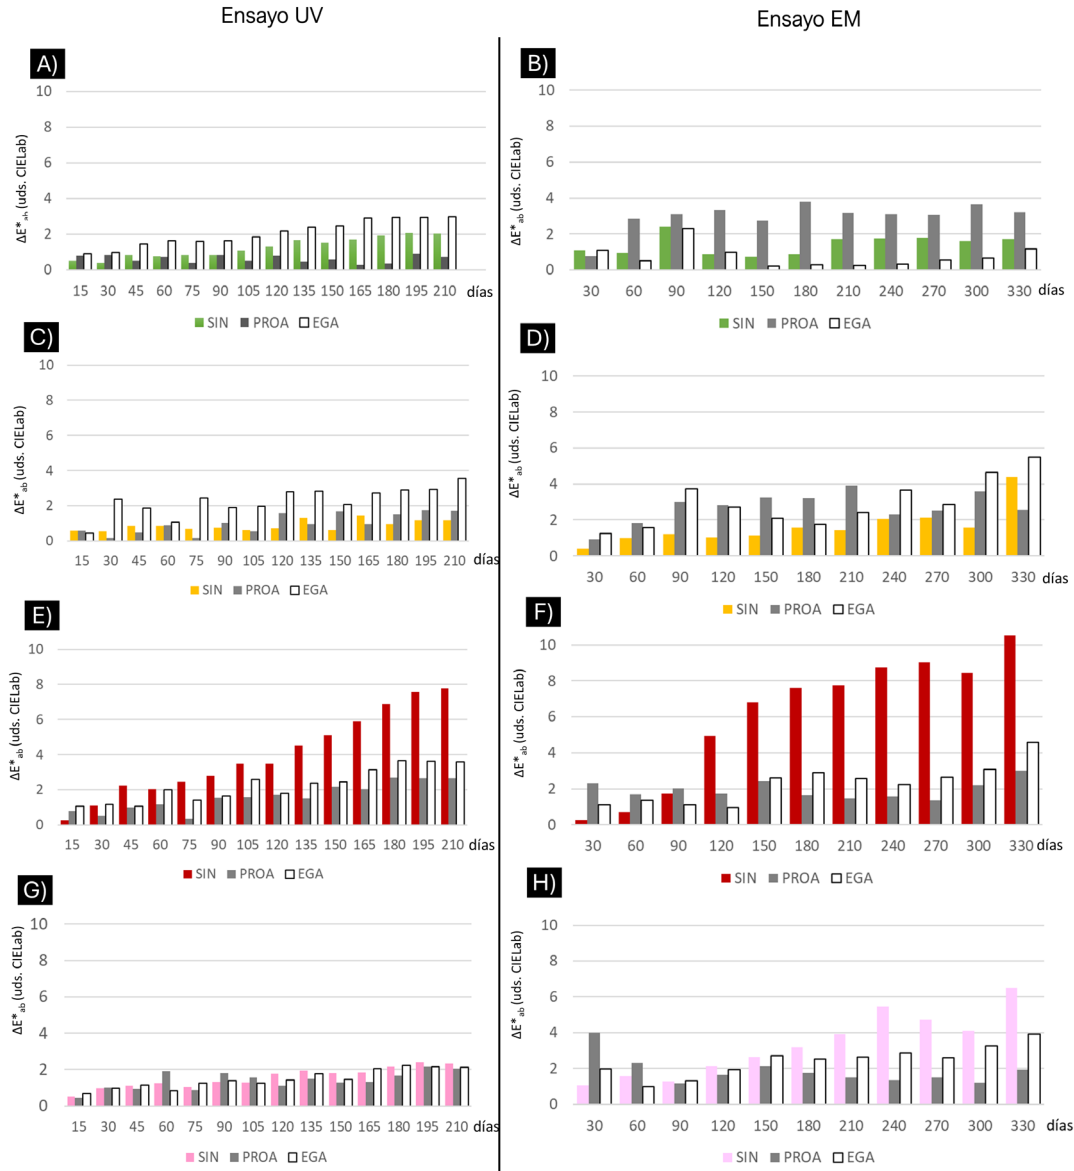 Ensayo UV
Ensayo EM
A)
10
8
6
4
2
0
ΔE*ab (uds. CIELab)
15 30 45 60 75 90 105 120 135 150 165 180 195 210 días
SIN PROA EGA
B)
10
8
6
4
2
0
ΔE*ab (uds. CIELab)
30 60 90 120 150 180 210 240 270 300 330 días
SIN PROA EGA
C)
10
8
6
4
2
0
ΔE*ab (uds. CIELab)
15 30 45 60 75 90 105 120 135 150 165 180 195 210 días
SIN PROA EGA
D)
10
8
6
4
2
0
ΔE*ab (uds. CIELab)
30 60 90 120 150 180 210 240 270 300 330 días
SIN PROA EGA
E)
10
8
6
4
2
0
ΔE*ab (uds. CIELab)
15 30 45 60 75 90 105 120 135 150 165 180 195 210 días
SIN PROA EGA
F)
10
8
6
4
2
0
ΔE*ab (uds. CIELab)
30 60 90 120 150 180 210 240 270 300 330 días
SIN PROA EGA
G)
10
8
6
4
2
0
ΔE*ab (uds. CIELab)
15 30 45 60 75 90 105 120 135 150 165 180 195 210 días
SIN PROA EGA
H)
10
8
6
4
2
0
ΔE*ab (uds. CIELab)
30 60 90 120 150 180 210 240 270 300 330 días
SIN PROA EGA